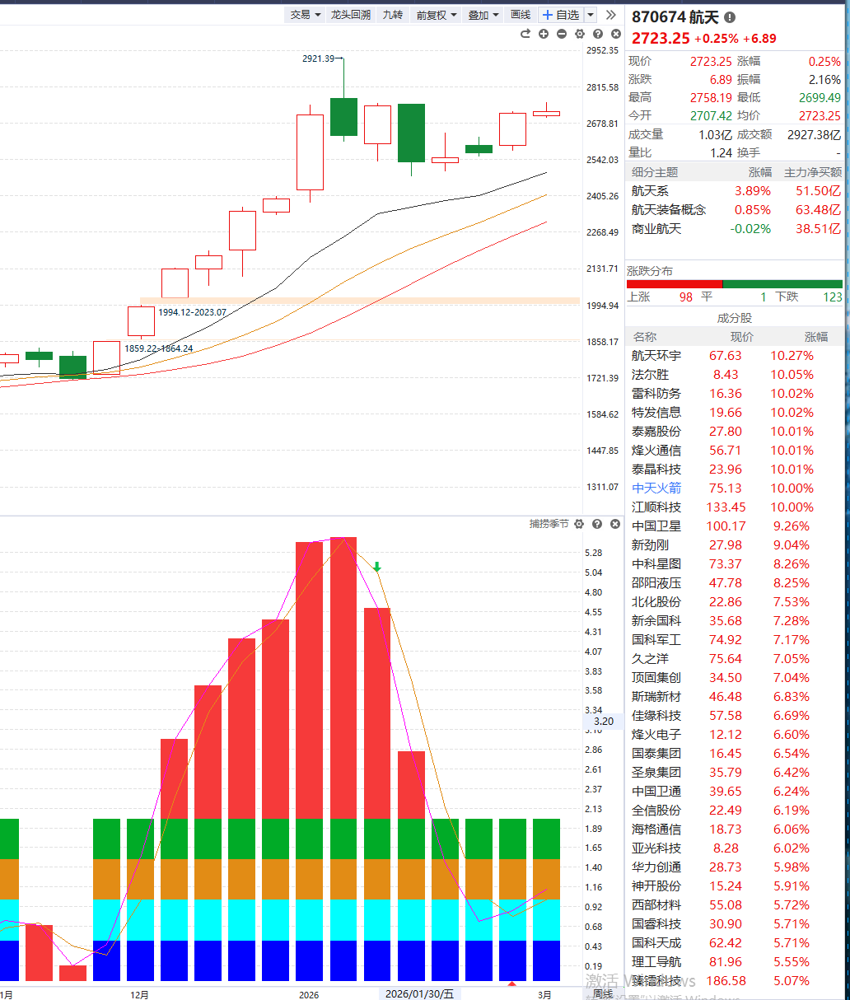 交易 龙头回溯 九转 前复权 叠加 画线 自选
2921.39
2952.35
2815.58
2678.81
2542.03
2405.26
2268.49
2131.71
1994.94
1858.17
1721.39
1584.62
1447.85
1311.07
1994.12-2023.07
1859.22-1864.24
捕捞季节
5.28
5.04
4.80
4.55
4.31
4.07
3.83
3.58
3.34
3.20
3.10
2.86
2.61
2.37
2.13
1.89
1.65
1.40
1.16
0.92
0.68
0.43
0.19
1月 12月 2026 2026/01/30/五 3月 周线
870674 航天
2723.25 +0.25% +6.89
现价 2723.25 涨幅 0.25%
涨跌 6.89 振幅 2.16%
最高 2758.19 最低 2699.49
今开 2707.42 均价 2723.25
成交量 1.03亿 成交额 2927.38亿
量比 1.24 换手 -
细分主题 涨幅 主力净买额
航天系 3.89% 51.50亿
航天装备概念 0.85% 63.48亿
商业航天 -0.02% 38.51亿
涨跌分布
上涨 98 平 1 下跌 123
成分股
名称 现价 涨幅
航天环宇 67.63 10.27%
法尔胜 8.43 10.05%
雷科防务 16.36 10.02%
特发信息 19.66 10.02%
泰嘉股份 27.80 10.01%
烽火通信 56.71 10.01%
泰晶科技 23.96 10.01%
中天火箭 75.13 10.00%
江顺科技 133.45 10.00%
中国卫星 100.17 9.26%
新劲刚 27.98 9.04%
中科星图 73.37 8.26%
邵阳液压 47.78 8.25%
北化股份 22.86 7.53%
新余国科 35.68 7.28%
国科军工 74.92 7.17%
久之洋 75.64 7.05%
顶固集创 34.50 7.04%
斯瑞新材 46.48 6.83%
佳缘科技 57.58 6.69%
烽火电子 12.12 6.60%
国泰集团 16.45 6.54%
圣泉集团 35.79 6.42%
中国卫通 39.65 6.24%
全信股份 22.49 6.19%
海格通信 18.73 6.06%
亚光科技 8.28 6.02%
华力创通 28.73 5.98%
神开股份 15.24 5.91%
西部材料 55.08 5.72%
国睿科技 30.90 5.71%
国科天成 62.42 5.71%
理工导航 81.96 5.55%
臻镭科技 186.58 5.07%
激活 Windows